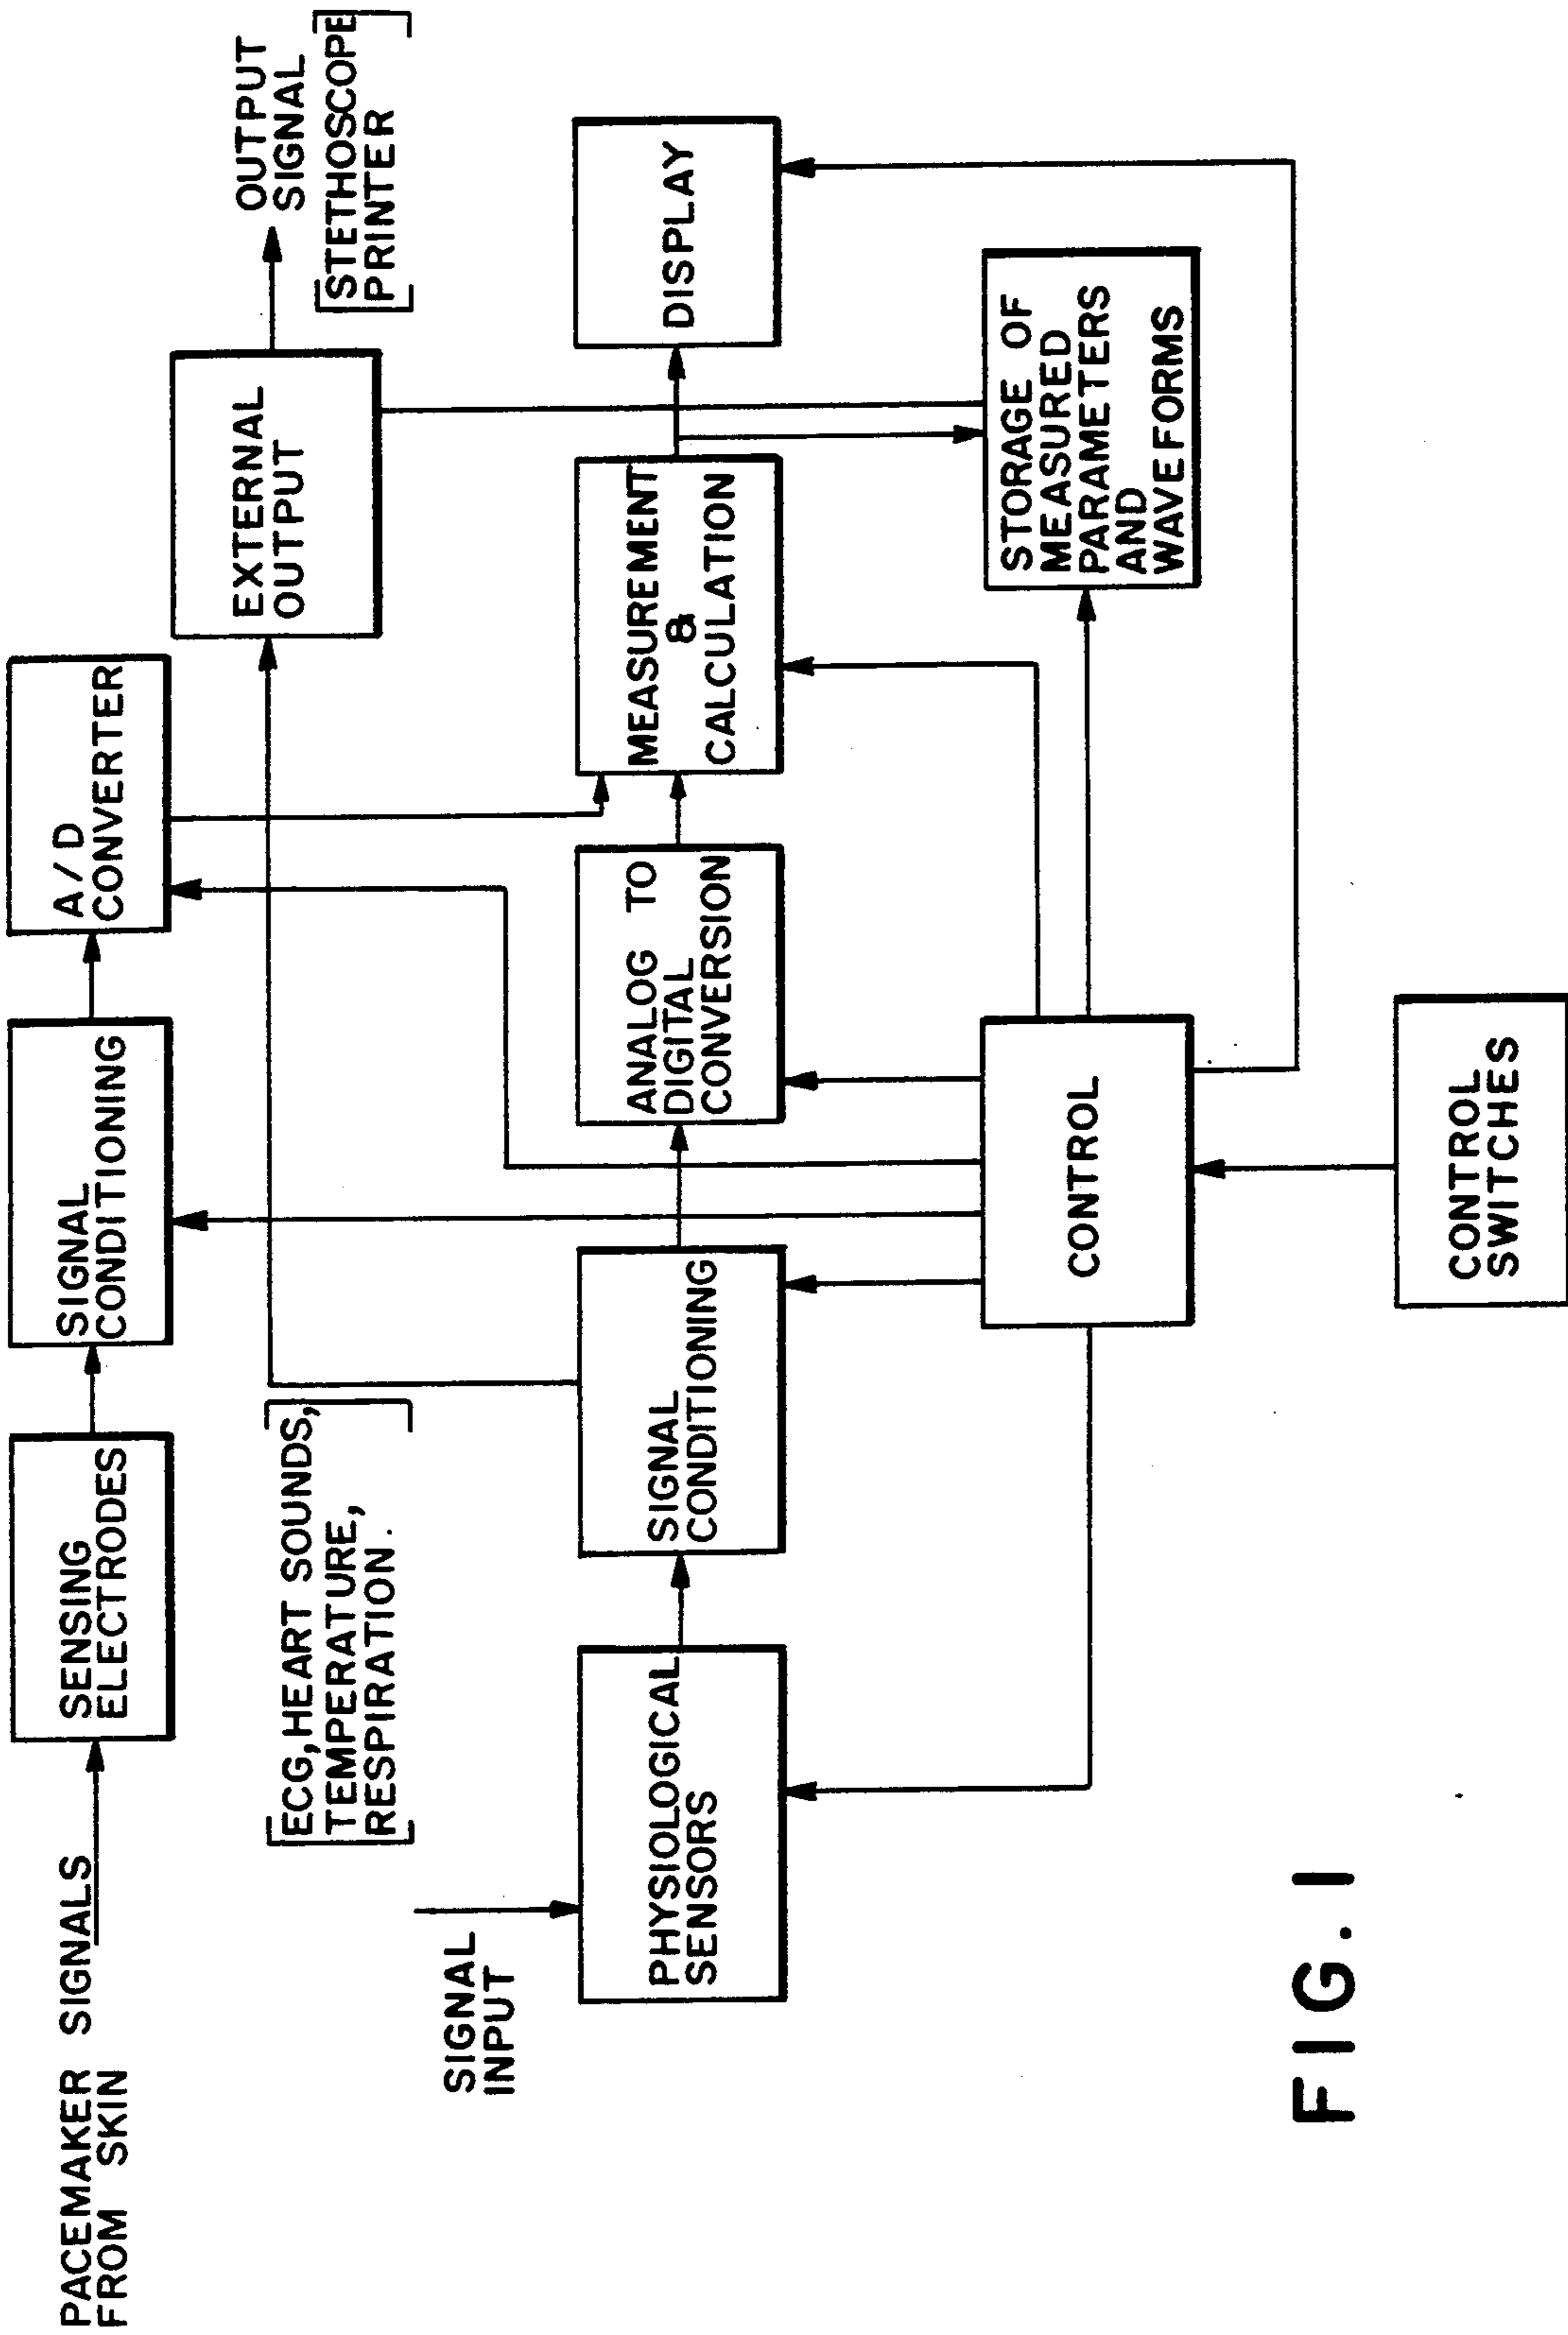 PACEMAKER SIGNALS
FROM SKIN
SENSING
ELECTRODES
SIGNAL
CONDITIONING
A/D
CONVERTER
[ECG, HEART SOUNDS,
TEMPERATURE,
RESPIRATION.]
EXTERNAL
OUTPUT
OUTPUT
SIGNAL
[STETHOSCOPE
PRINTER]
SIGNAL
INPUT
PHYSIOLOGICAL
SENSORS
SIGNAL
CONDITIONING
ANALOG TO
DIGITAL
CONVERSION
MEASUREMENT
&
CALCULATION
DISPLAY
CONTROL
STORAGE OF
MEASURED
PARAMETERS
AND
WAVEFORMS
CONTROL
SWITCHES
FIG. 1